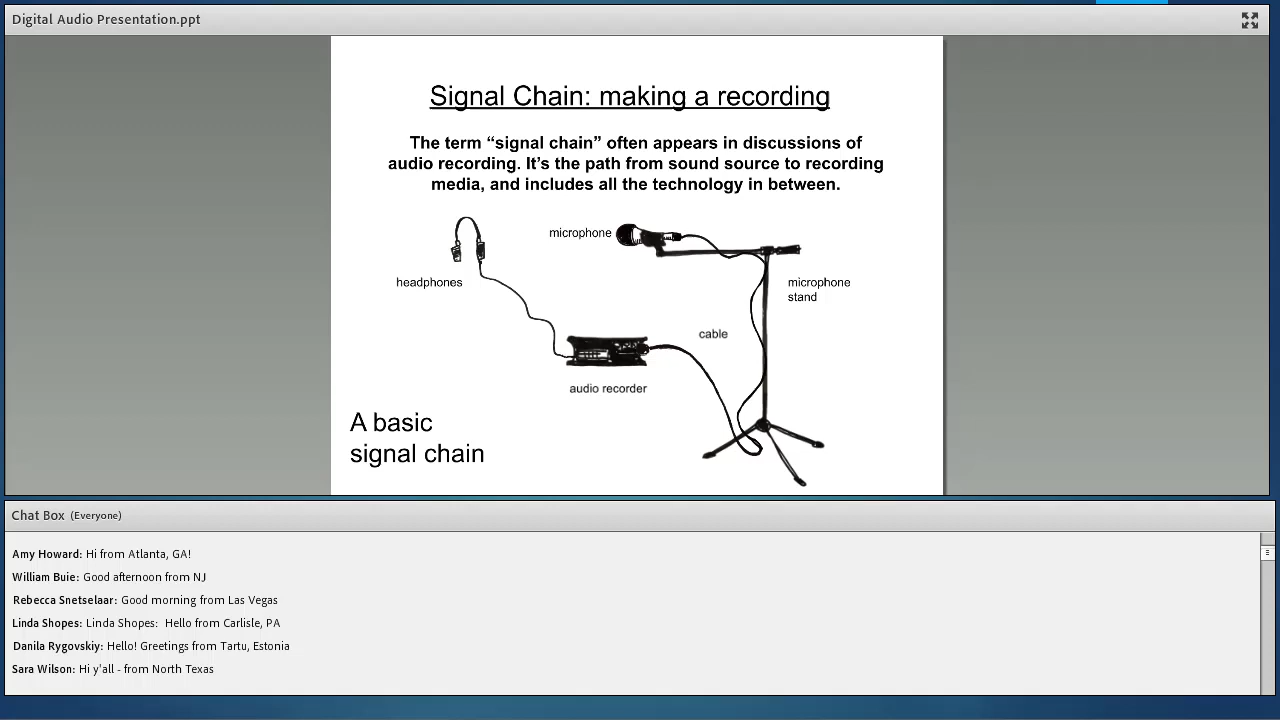 Digital Audio Presentation.ppt
Signal Chain: making a recording
The term “signal chain” often appears in discussions of
audio recording. It’s the path from sound source to recording
media, and includes all the technology in between.
microphone
headphones
microphone
stand
cable
audio recorder
A basic
signal chain
Chat Box (Everyone)
Amy Howard: Hi from Atlanta, GA!
William Buie: Good afternoon from NJ
Rebecca Snetselaar: Good morning from Las Vegas
Linda Shopes: Linda Shopes:  Hello from Carlisle, PA
Danila Rygovskiy: Hello! Greetings from Tartu, Estonia
Sara Wilson: Hi y'all - from North Texas